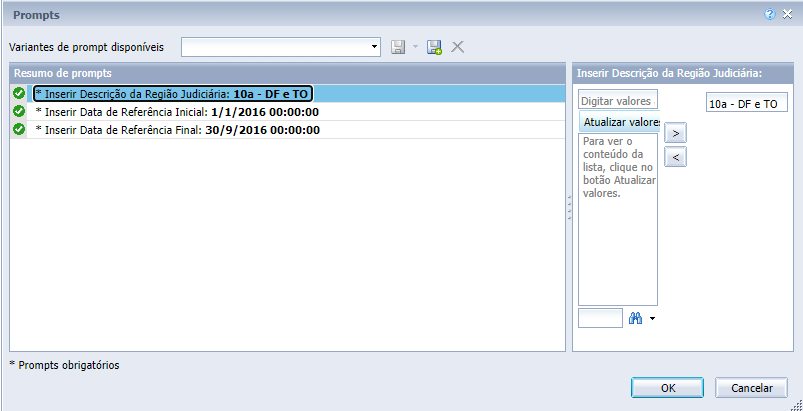 Prompts
Variantes de prompt disponíveis
Resumo de prompts
* Inserir Descrição da Região Judiciária: 10a - DF e TO
* Inserir Data de Referência Inicial: 1/1/2016 00:00:00
* Inserir Data de Referência Final: 30/9/2016 00:00:00
Inserir Descrição da Região Judiciária:
Digitar valores
10a - DF e TO
Atualizar valores
>
<
Para ver o
conteúdo da
lista, clique no
botão Atualizar
valores.
* Prompts obrigatórios
OK
Cancelar